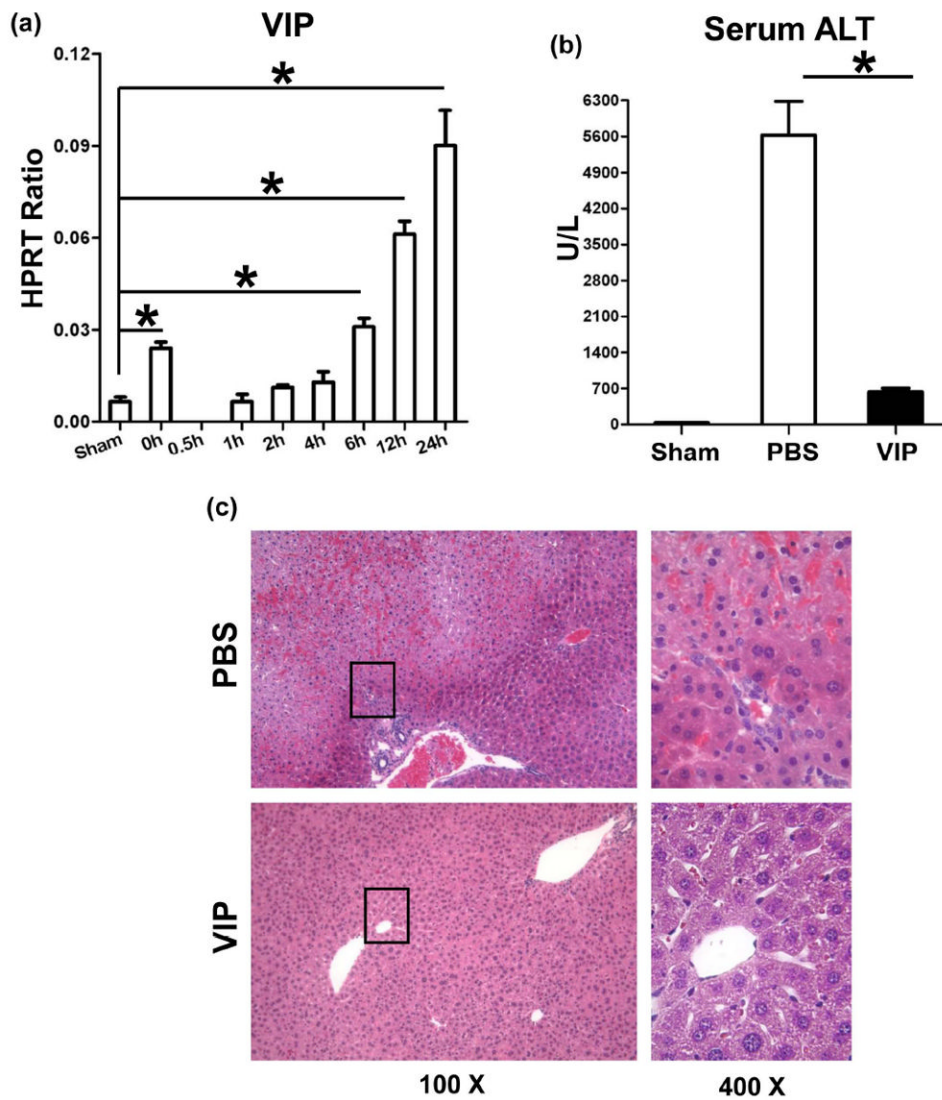 (a)
VIP
0.12
0.09
0.06
0.03
0.00
HPRT Ratio
*
*
*
*
Sham 0h 0.5h 1h 2h 4h 6h 12h 24h
(b)
Serum ALT
*
6300
5600
4900
4200
3500
2800
2100
1400
700
0
U/L
Sham PBS VIP
(c)
PBS
VIP
100 X 400 X